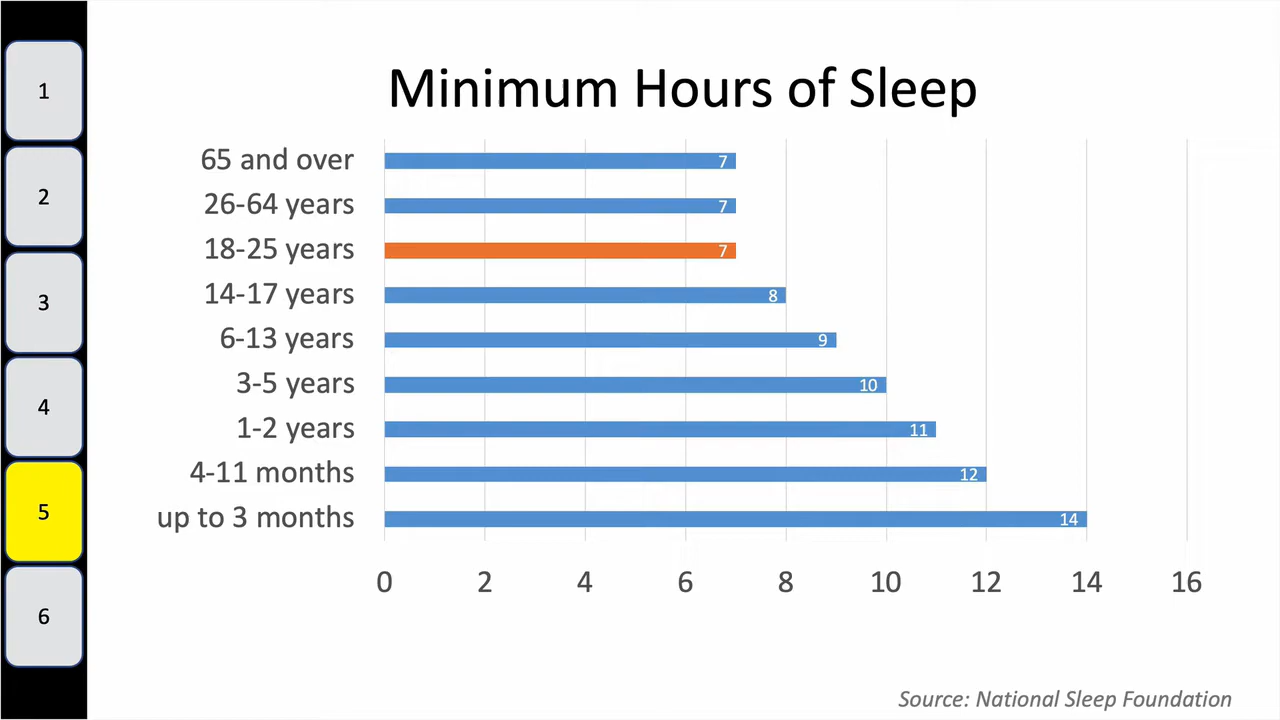 1
2
3
4
5
6
Minimum Hours of Sleep
65 and over 7
26-64 years 7
18-25 years 7
14-17 years 8
6-13 years 9
3-5 years 10
1-2 years 11
4-11 months 12
up to 3 months 14
0 2 4 6 8 10 12 14 16
Source: National Sleep Foundation